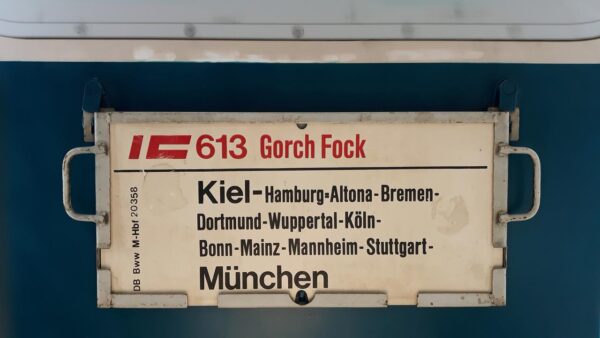 IC 613 Gorch Fock
Kiel-Hamburg-Altona-Bremen-
Dortmund-Wuppertal-Köln-
Bonn-Mainz-Mannheim-Stuttgart-
München
DB Bww M-Hbf 20358